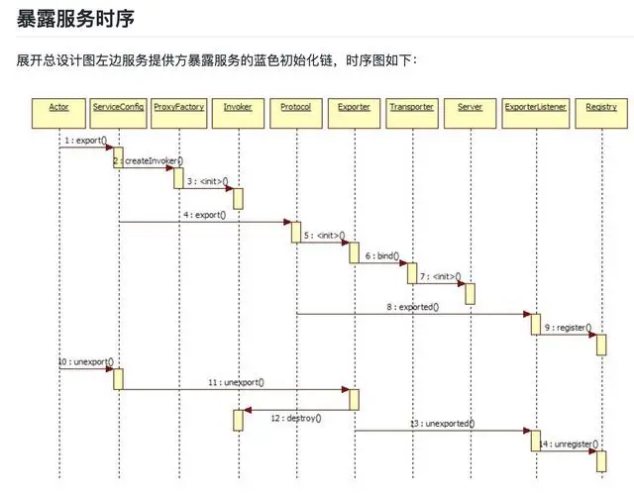 暴露服务时序
展开总设计图左边服务提供方暴露服务的蓝色初始化链，时序图如下：
Actor ServiceConfig ProxyFactory Invoker Protocol Exporter Transporter Server ExporterListener Registry
1 : export()
2 : createInvoker()
3 : <init>()
4 : export()
5 : <init>()
6 : bind()
7 : <init>()
8 : exported()
9 : register()
10 : unexport()
11 : unexport()
12 : destroy()
13 : unexported()
14 : unregister()